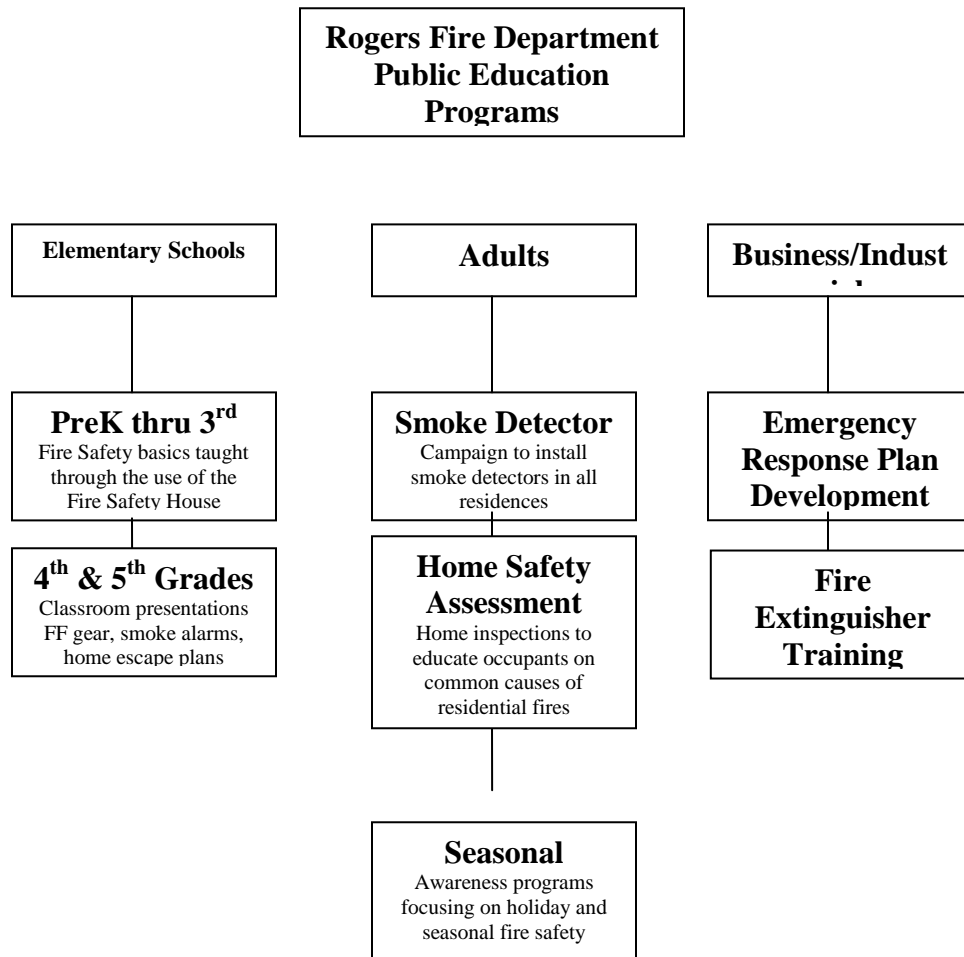 Rogers Fire Department
Public Education
Programs
Elementary Schools
Adults
Business/Indust
PreK thru 3rd
Fire Safety basics taught
through the use of the
Fire Safety House
4th & 5th Grades
Classroom presentations
FF gear, smoke alarms,
home escape plans
Smoke Detector
Campaign to install
smoke detectors in all
residences
Home Safety
Assessment
Home inspections to
educate occupants on
common causes of
residential fires
Seasonal
Awareness programs
focusing on holiday and
seasonal fire safety
Emergency
Response Plan
Development
Fire
Extinguisher
Training